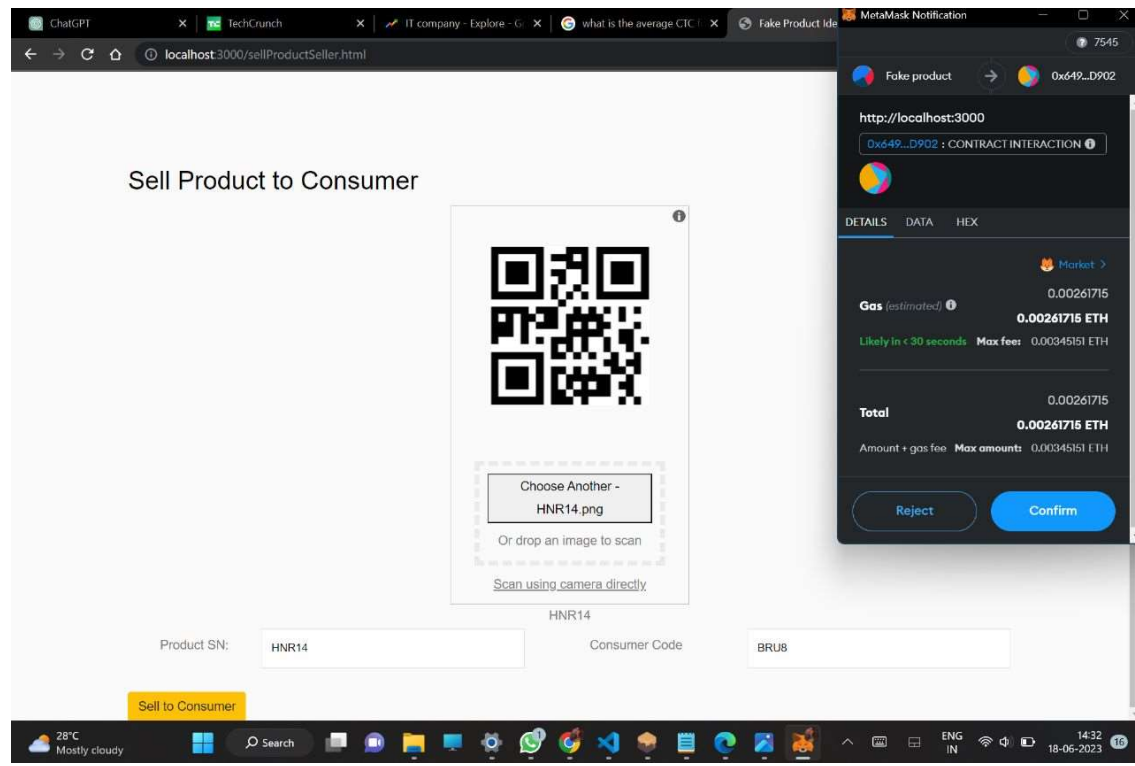 ChatGPT
TechCrunch
IT company - Explore - G
what is the average CTC
Fake Product Ide
localhost:3000/sellProductSeller.html
MetaMask Notification
7545
Fake product
0x649...D902
http://localhost:3000
0x649...D902 : CONTRACT INTERACTION
DETAILS DATA HEX
Market >
0.00261715
Gas (estimated)
0.00261715 ETH
Likely in < 30 seconds Max fee: 0.00345151 ETH
0.00261715
Total
0.00261715 ETH
Amount + gas fee Max amount: 0.00345151 ETH
Reject Confirm
Sell Product to Consumer
Choose Another -
HNR14.png
Or drop an image to scan
Scan using camera directly
HNR14
Product SN: HNR14 Consumer Code BRU8
Sell to Consumer
28°C
Mostly cloudy
Search
ENG
IN
14:32
18-06-2023
16